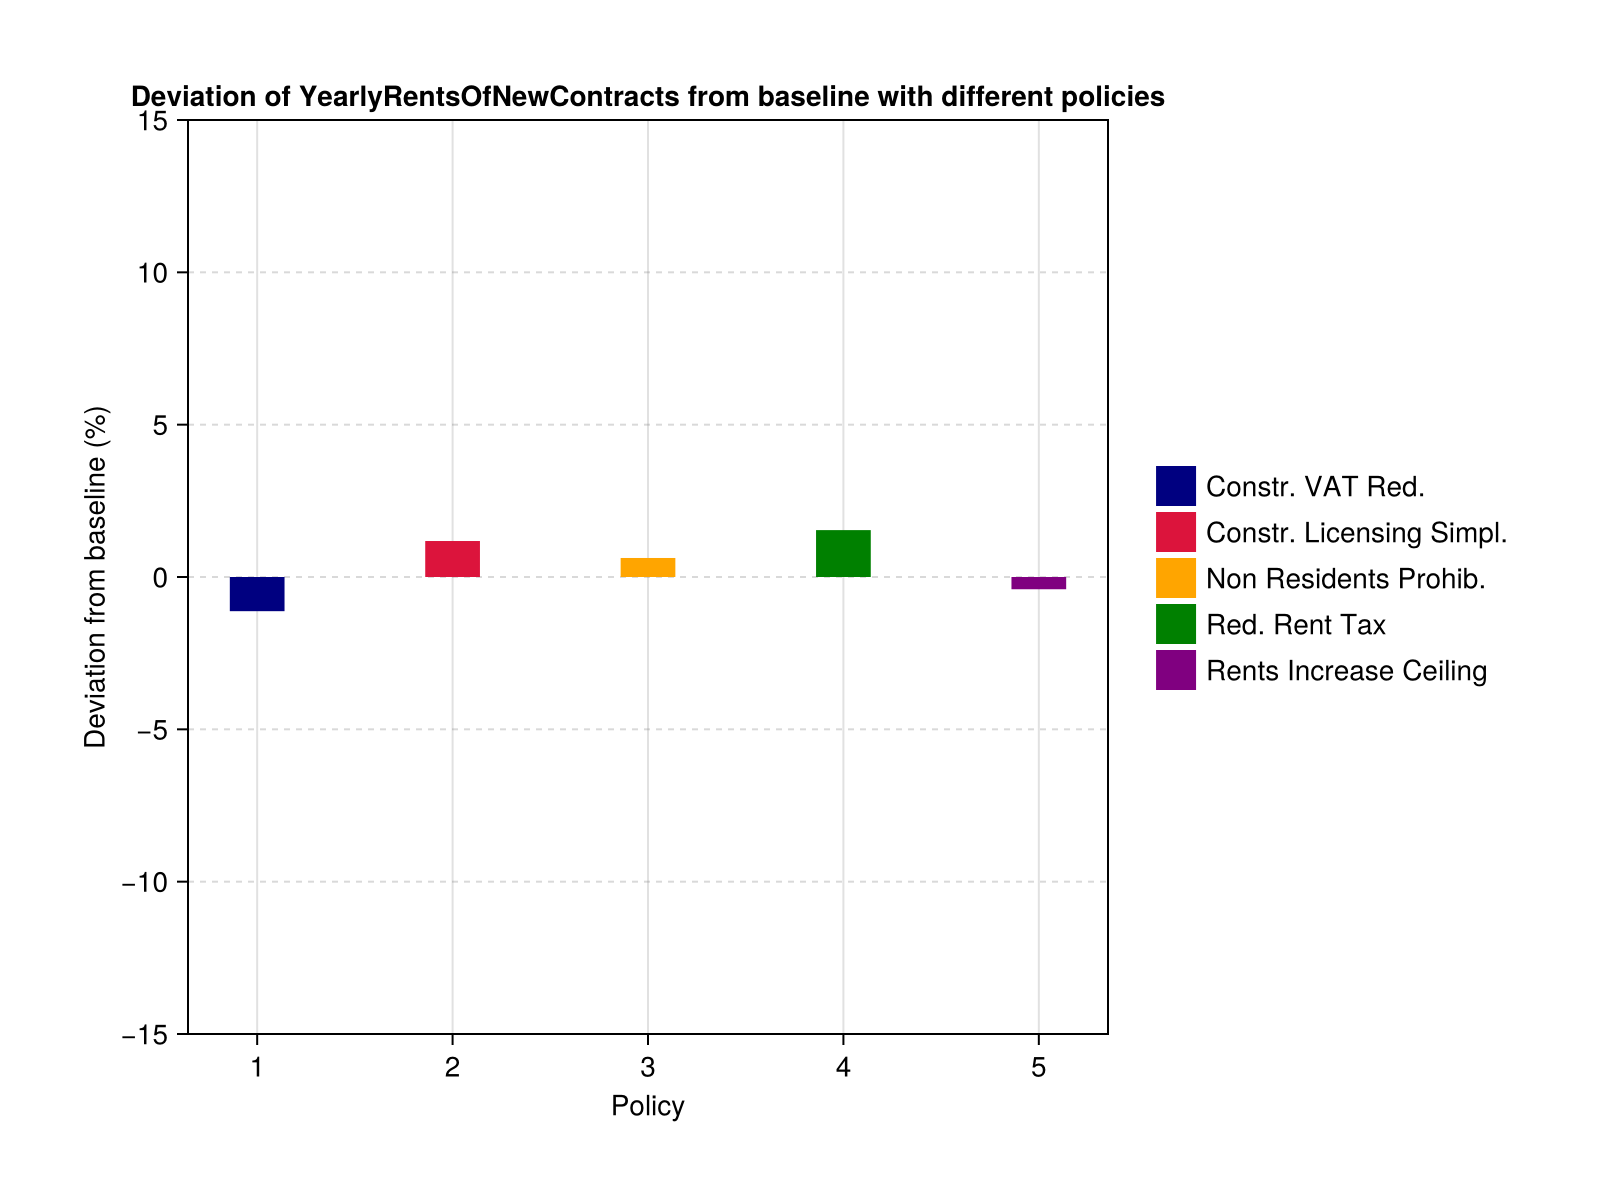 Deviation of YearlyRentsOfNewContracts from baseline with different policies
15
10
5
0
−5
−10
−15
Deviation from baseline (%)
1 2 3 4 5
Policy
Constr. VAT Red.
Constr. Licensing Simpl.
Non Residents Prohib.
Red. Rent Tax
Rents Increase Ceiling